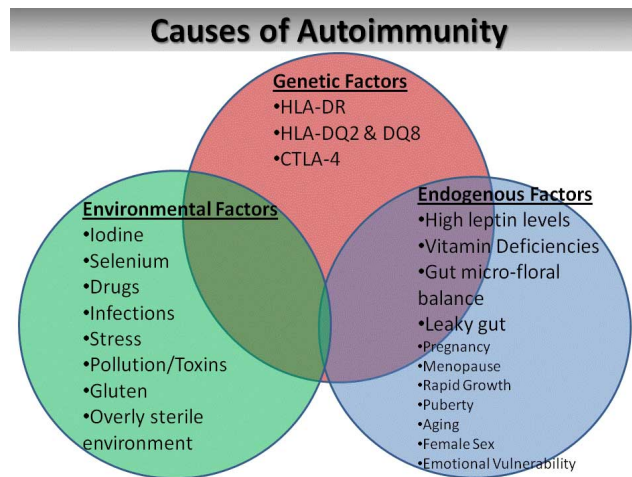 Causes of Autoimmunity
Genetic Factors
•HLA-DR
•HLA-DQ2 & DQ8
•CTLA-4
Environmental Factors
•Iodine
•Selenium
•Drugs
•Infections
•Stress
•Pollution/Toxins
•Gluten
•Overly sterile
environment
Endogenous Factors
•High leptin levels
•Vitamin Deficiencies
•Gut micro-floral
balance
•Leaky gut
•Pregnancy
•Menopause
•Rapid Growth
•Puberty
•Aging
•Female Sex
•Emotional Vulnerability